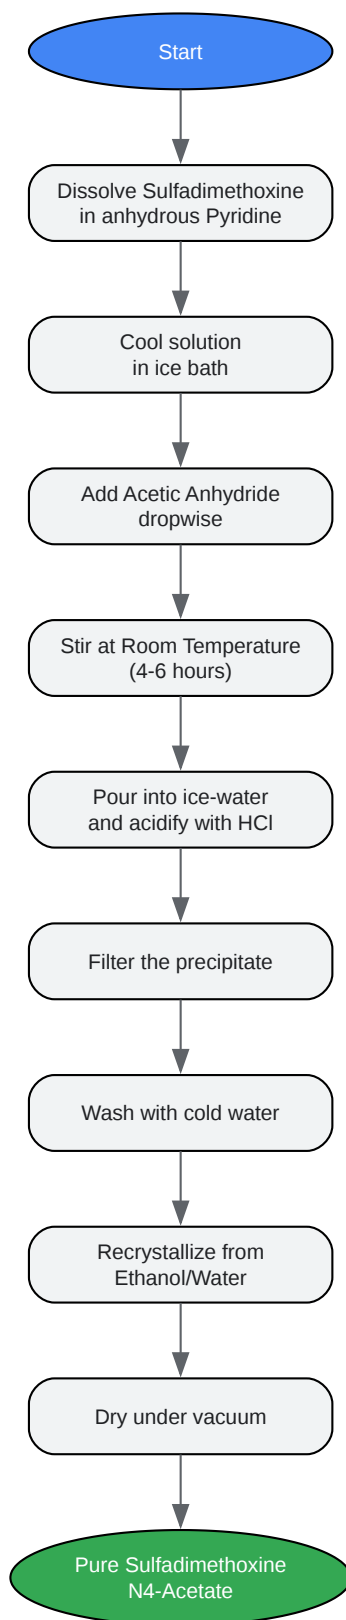 Start
Dissolve Sulfadimethoxine
in anhydrous Pyridine
Cool solution
in ice bath
Add Acetic Anhydride
dropwise
Stir at Room Temperature
(4-6 hours)
Pour into ice-water
and acidify with HCl
Filter the precipitate
Wash with cold water
Recrystallize from
Ethanol/Water
Dry under vacuum
Pure Sulfadimethoxine
N4-Acetate